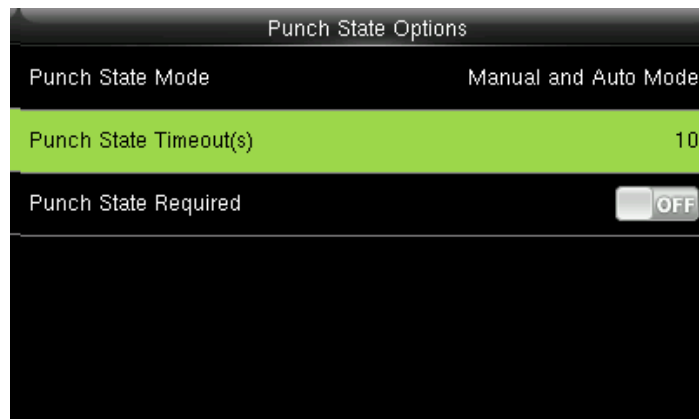 Punch State Options
Punch State Mode Manual and Auto Mode
Punch State Timeout(s) 10
Punch State Required OFF